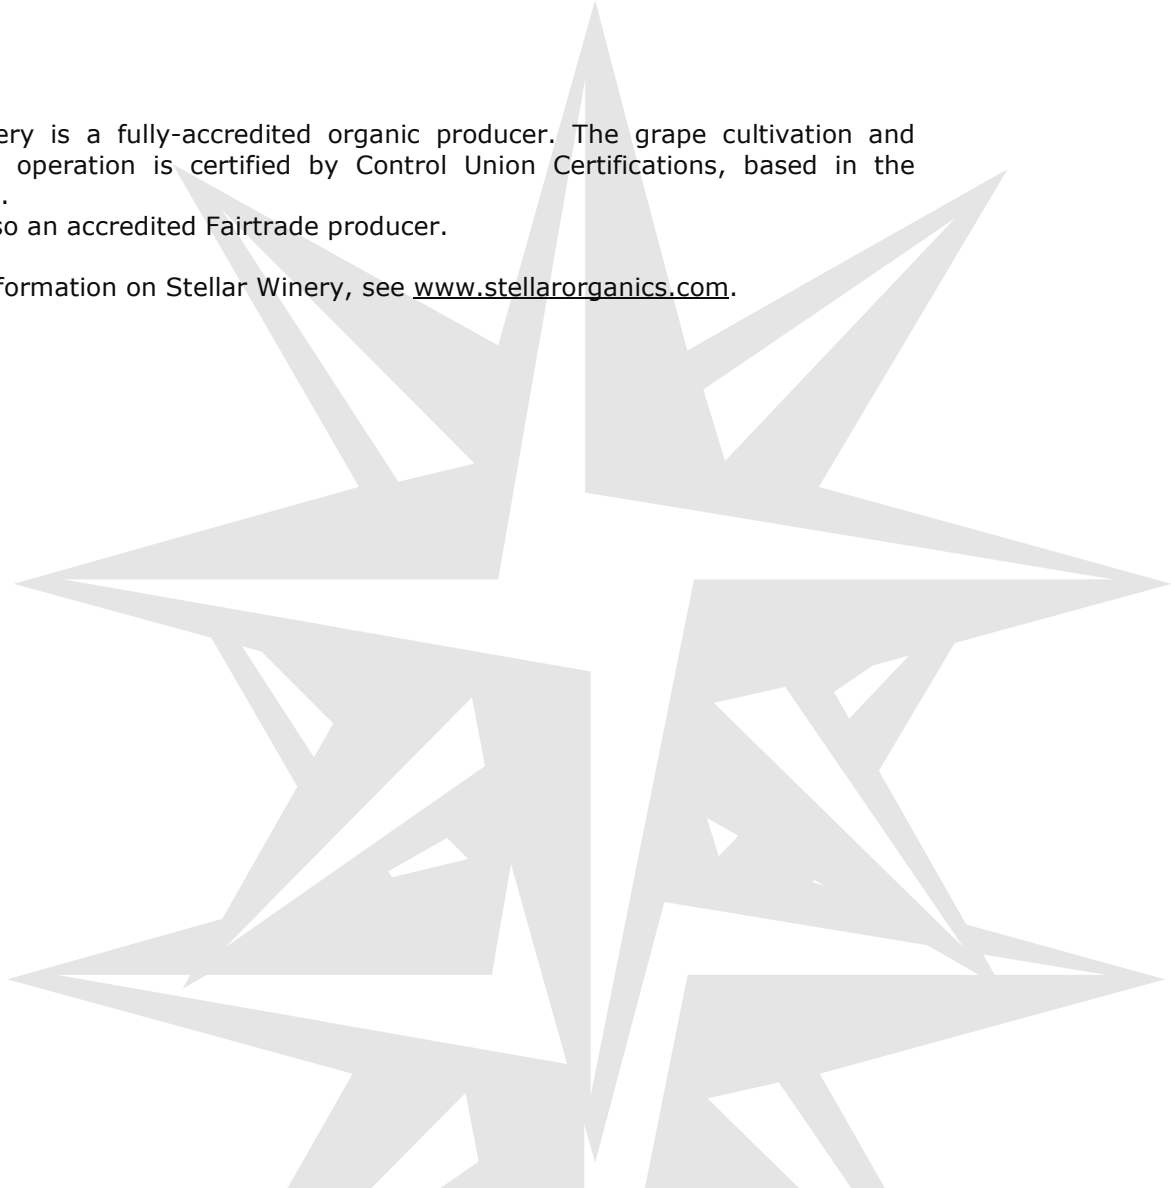 ery is a fully-accredited organic producer. The grape cultivation and
operation is certified by Control Union Certifications, based in the
.
so an accredited Fairtrade producer.
formation on Stellar Winery, see www.stellarorganics.com.